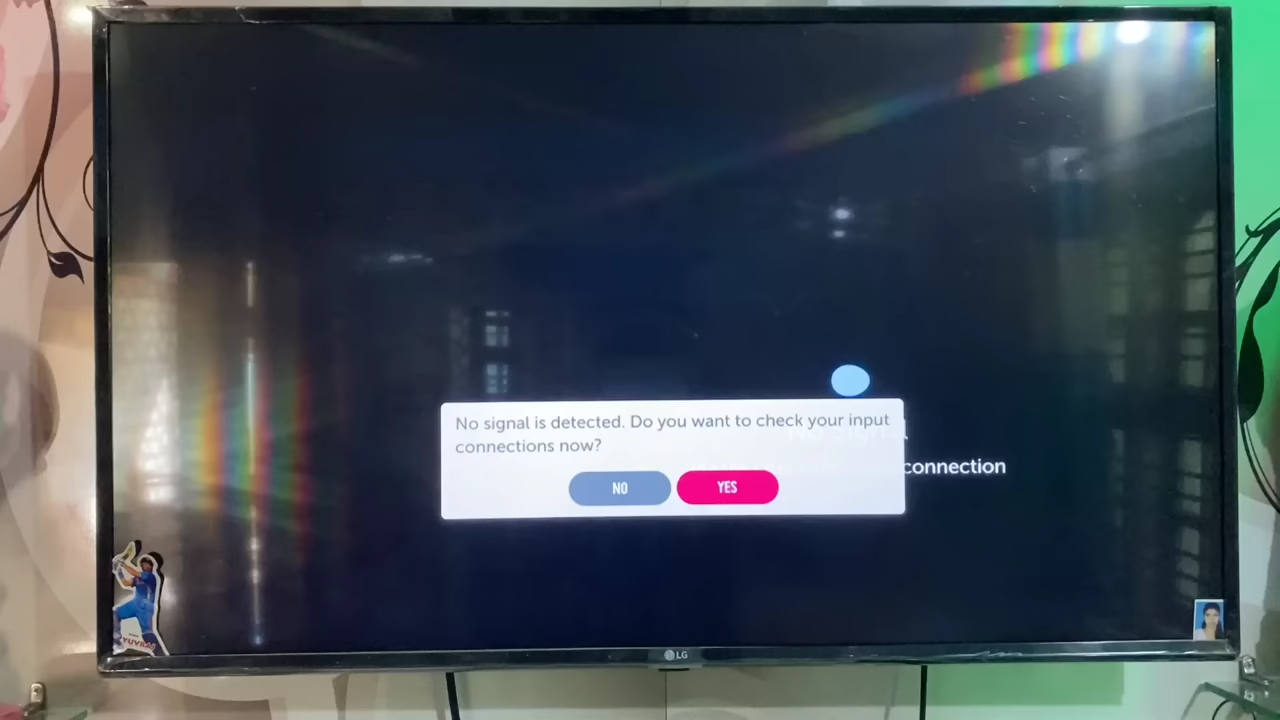 No signal is detected. Do you want to check your input
connections now?
connection
NO
YES
LG